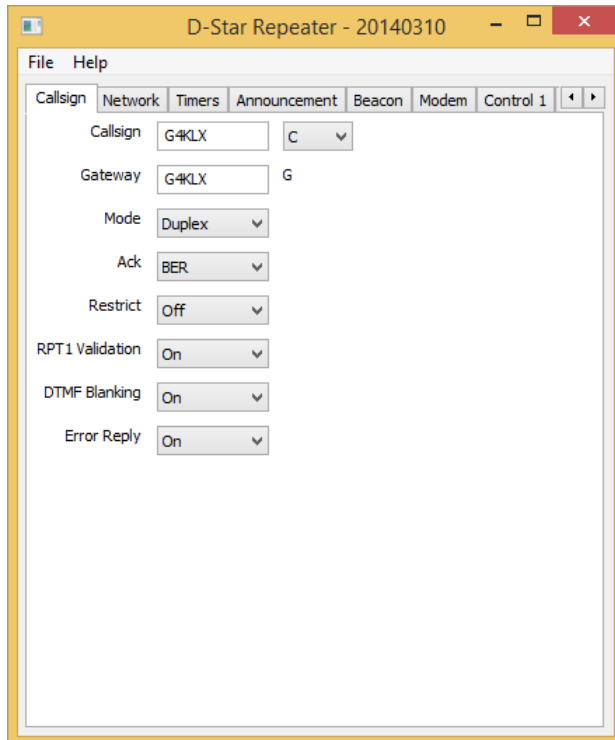 D-Star Repeater - 20140310
File Help
Callsign Network Timers Announcement Beacon Modem Control 1
Callsign G4KLX C
Gateway G4KLX G
Mode Duplex
Ack BER
Restrict Off
RPT1 Validation On
DTMF Blanking On
Error Reply On